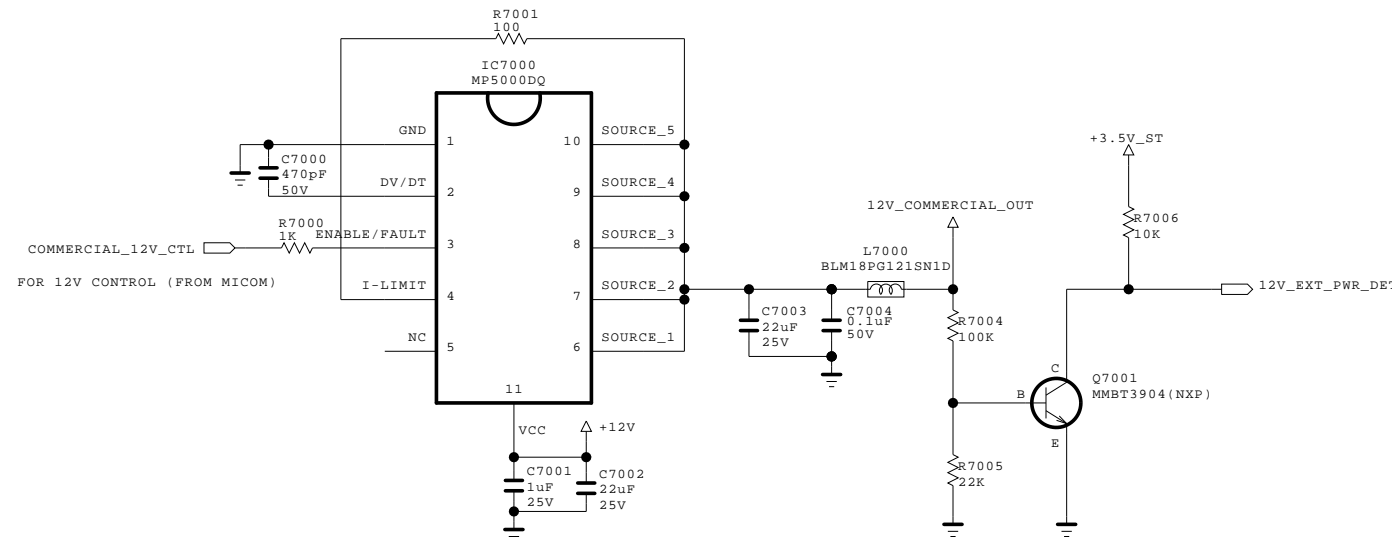 R7001
100
IC7000
MP5000DQ
GND
1
10
SOURCE_5
C7000
470pF
50V
DV/DT
2
9
SOURCE_4
R7000
1K
COMMERCIAL_12V_CTL
ENABLE/FAULT
3
8
SOURCE_3
FOR 12V CONTROL (FROM MICOM)
I-LIMIT
4
7
SOURCE_2
NC
5
6
SOURCE_1
11
VCC
+12V
C7001
1uF
25V
C7002
22uF
25V
C7003
22uF
25V
C7004
0.1uF
50V
L7000
BLM18PG121SN1D
12V_COMMERCIAL_OUT
R7004
100K
R7005
22K
+3.5V_ST
R7006
10K
12V_EXT_PWR_DET
C
B
E
Q7001
MMBT3904(NXP)